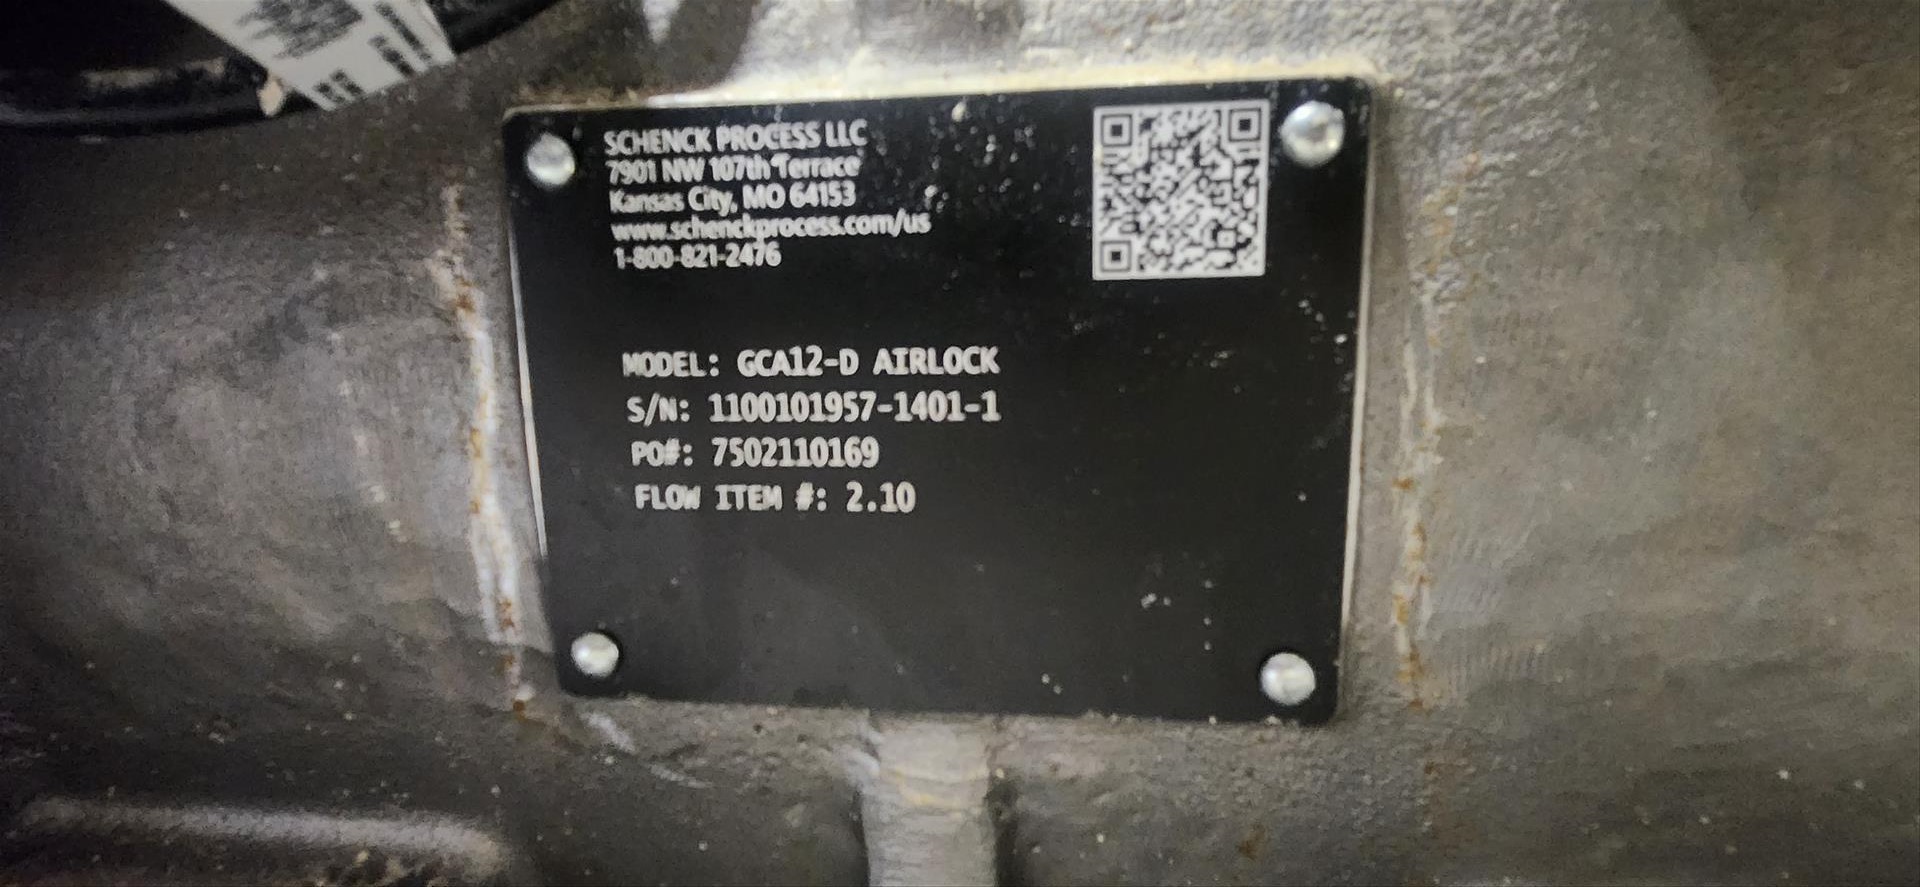 SCHENCK PROCESS LLC
7901 NW 107th Terrace
Kansas City, MO 64153
www.schenckprocess.com/us
1-800-821-2476
MODEL: GCA12-D AIRLOCK
S/N: 1100101957-1401-1
PO#: 7502110169
FLOW ITEM #: 2.10